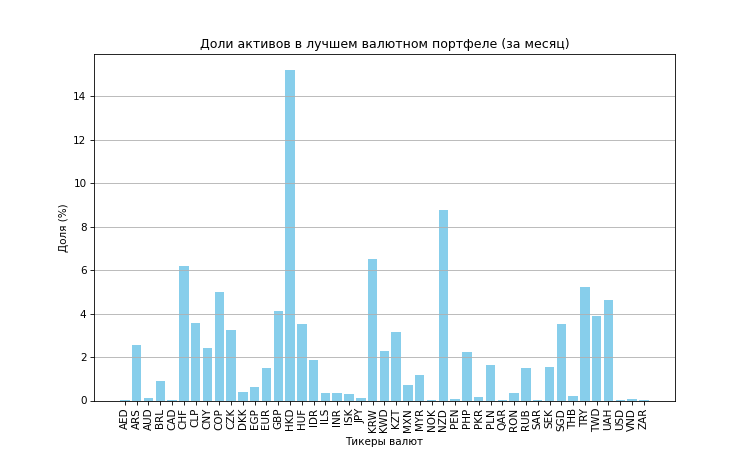 Доли активов в лучшем валютном портфеле (за месяц)
Доля (%)
14
12
10
8
6
4
2
0
AED ARS AUD BRL CAD CHF CLP CNY COP CZK DKK EGP EUR GBP HKD HUF IDR ILS INR ISK JPY KRW KWD KZT MXN MYR NOK NZD PEN PHP PKR PLN QAR RON RUB SAR SEK SGD THB TRY TWD UAH USD VND ZAR
Тикеры валют